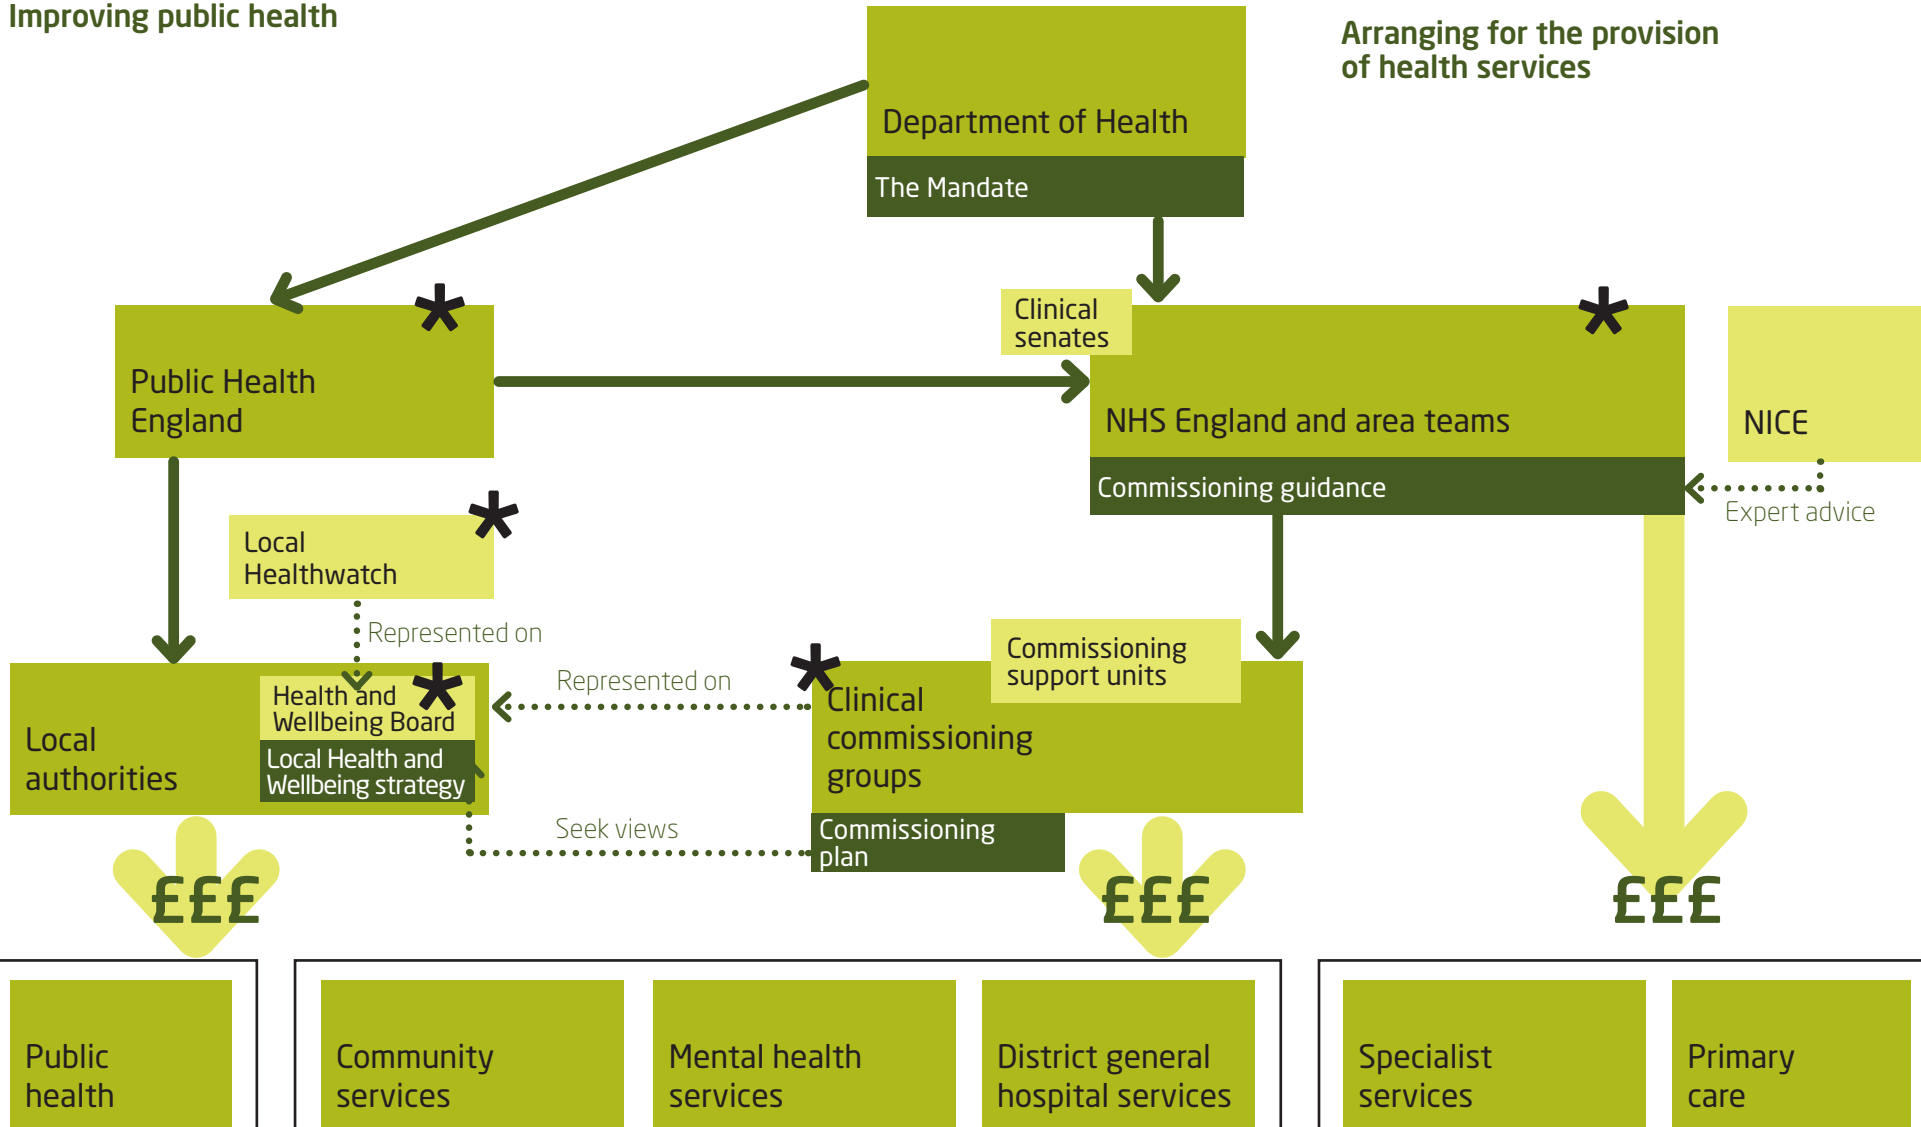 Improving public health
Arranging for the provision
of health services
Department of Health
The Mandate
Clinical
senates
Public Health
England
NHS England and area teams
NICE
Commissioning guidance
Expert advice
Local
Healthwatch
Represented on
Commissioning
support units
Represented on
Health and
Wellbeing Board
Local
authorities
Local Health and
Wellbeing strategy
Clinical
commissioning
groups
Seek views
Commissioning
plan
£££
£££
£££
Public
health
Community
services
Mental health
services
District general
hospital services
Specialist
services
Primary
care